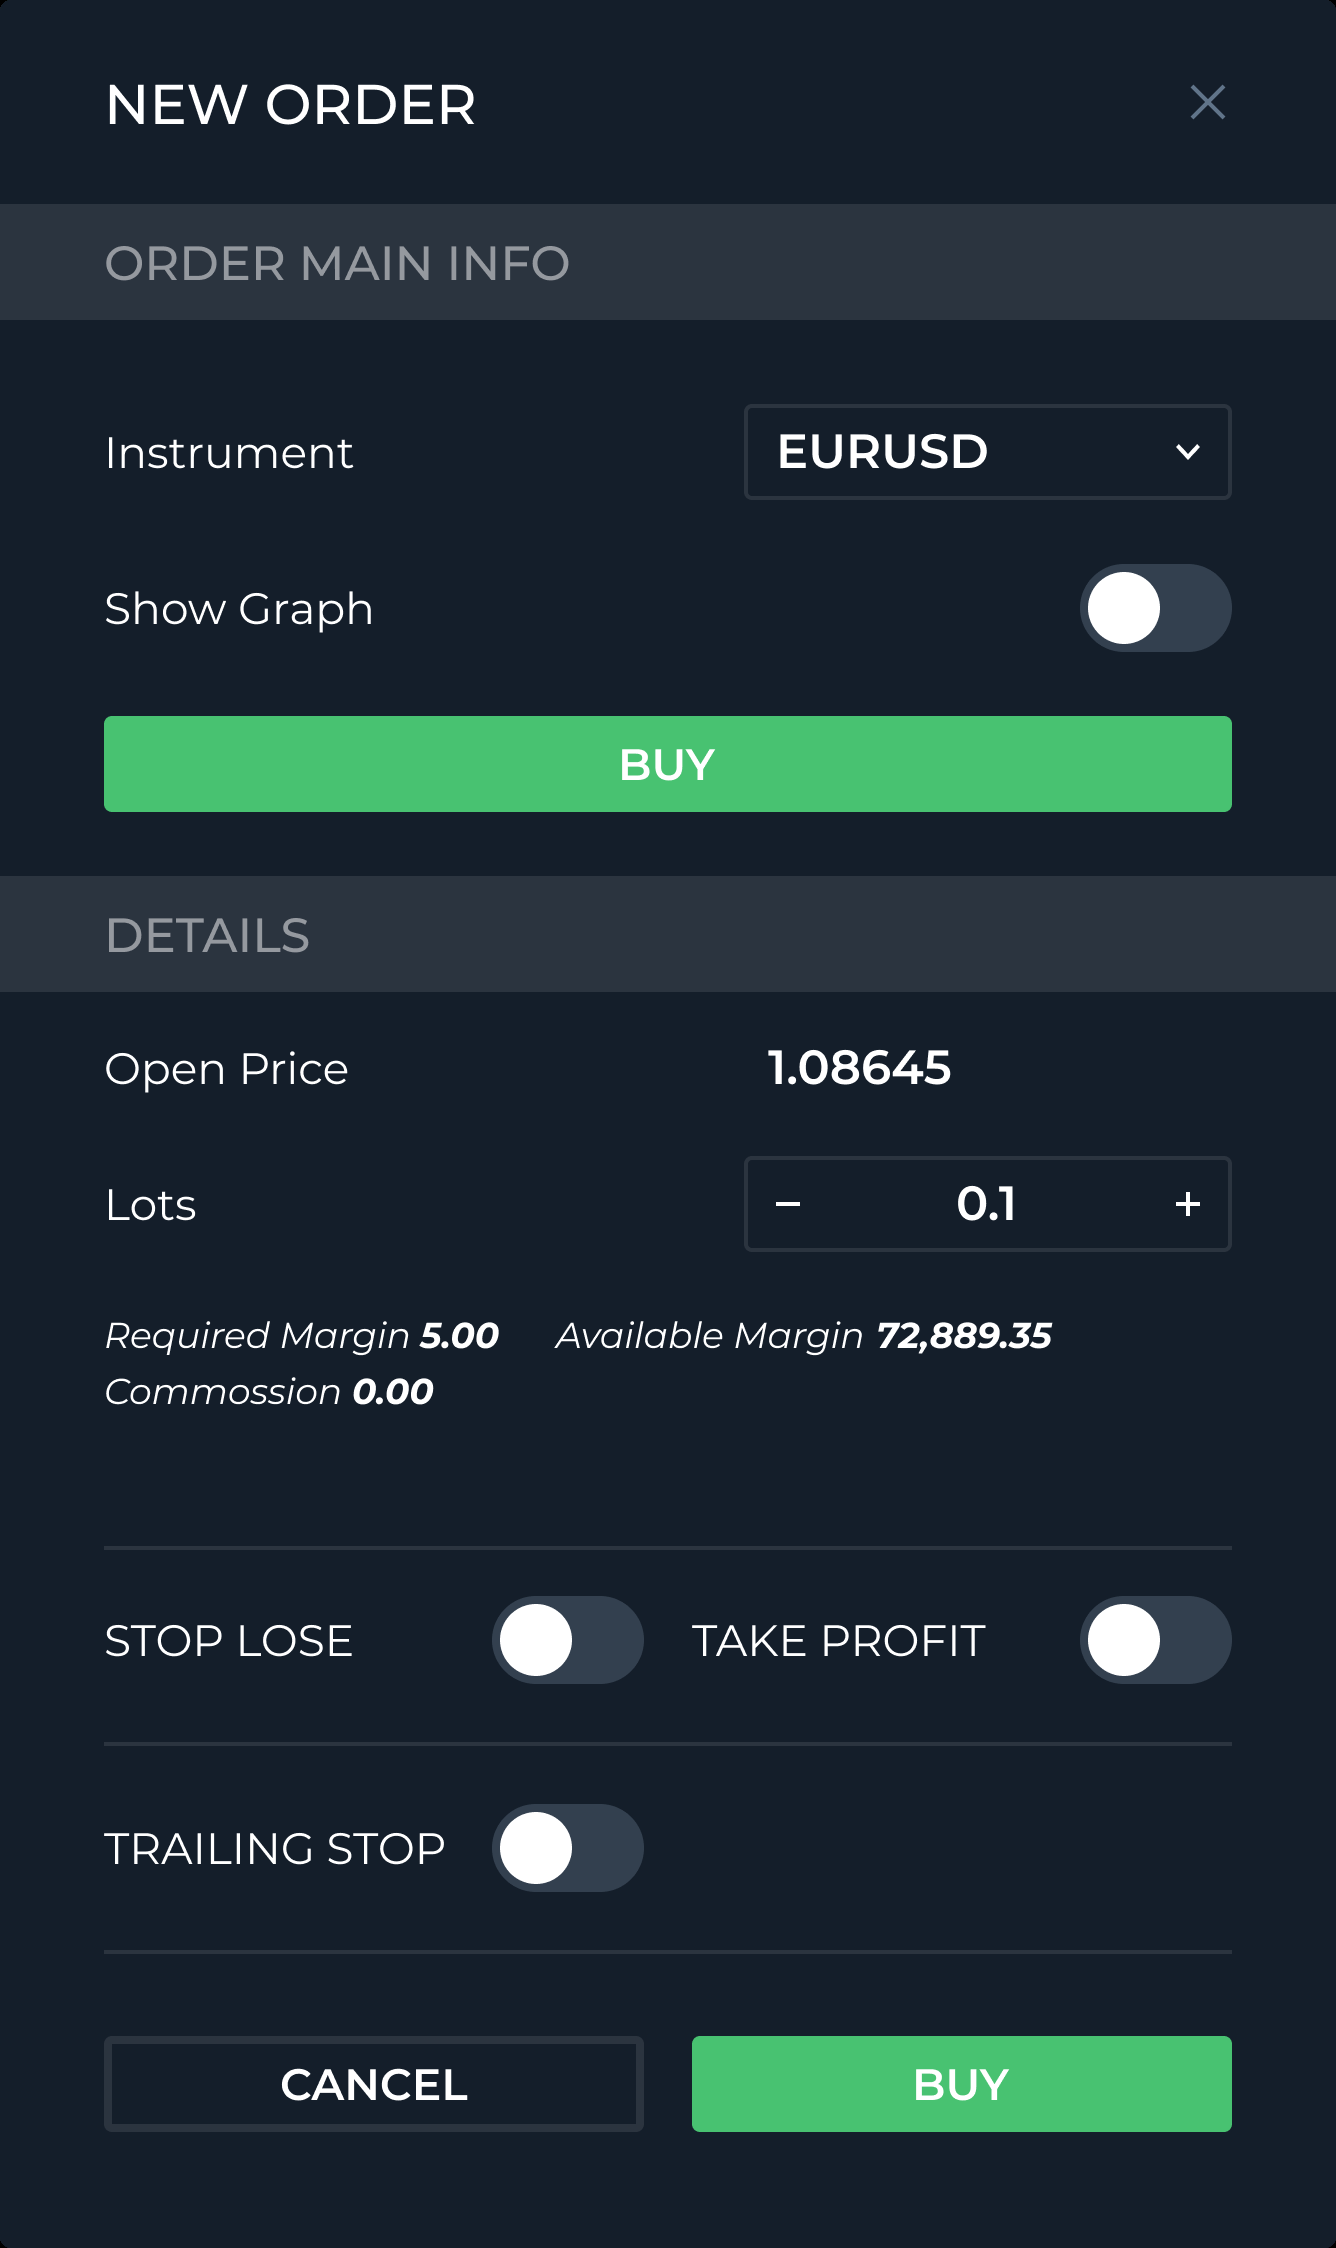 NEW ORDER
ORDER MAIN INFO
Instrument EURUSD
Show Graph
BUY
DETAILS
Open Price 1.08645
Lots − 0.1 +
Required Margin 5.00 Available Margin 72,889.35
Commossion 0.00
STOP LOSE TAKE PROFIT
TRAILING STOP
CANCEL BUY